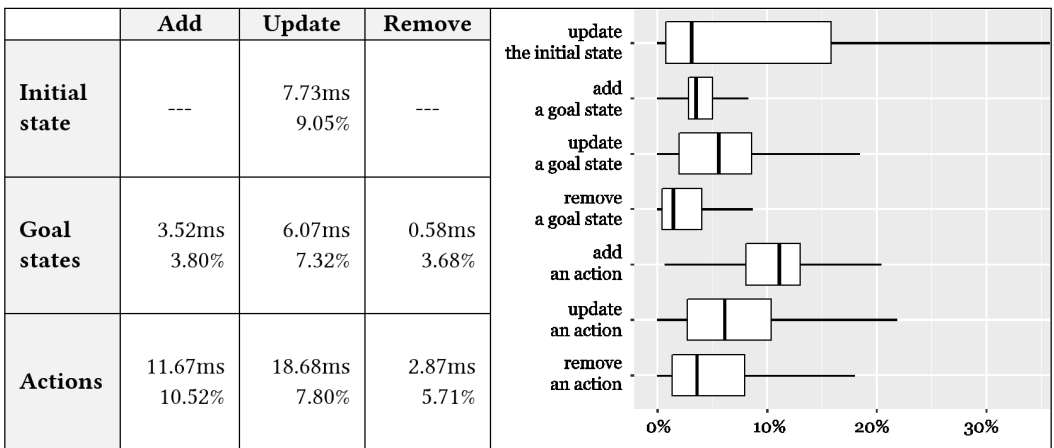 Add Update Remove
Initial
state
---
7.73ms
9.05%
---
Goal
states
3.52ms
3.80%
6.07ms
7.32%
0.58ms
3.68%
Actions
11.67ms
10.52%
18.68ms
7.80%
2.87ms
5.71%
update
the initial state
add
a goal state
update
a goal state
remove
a goal state
add
an action
update
an action
remove
an action
0% 10% 20% 30%